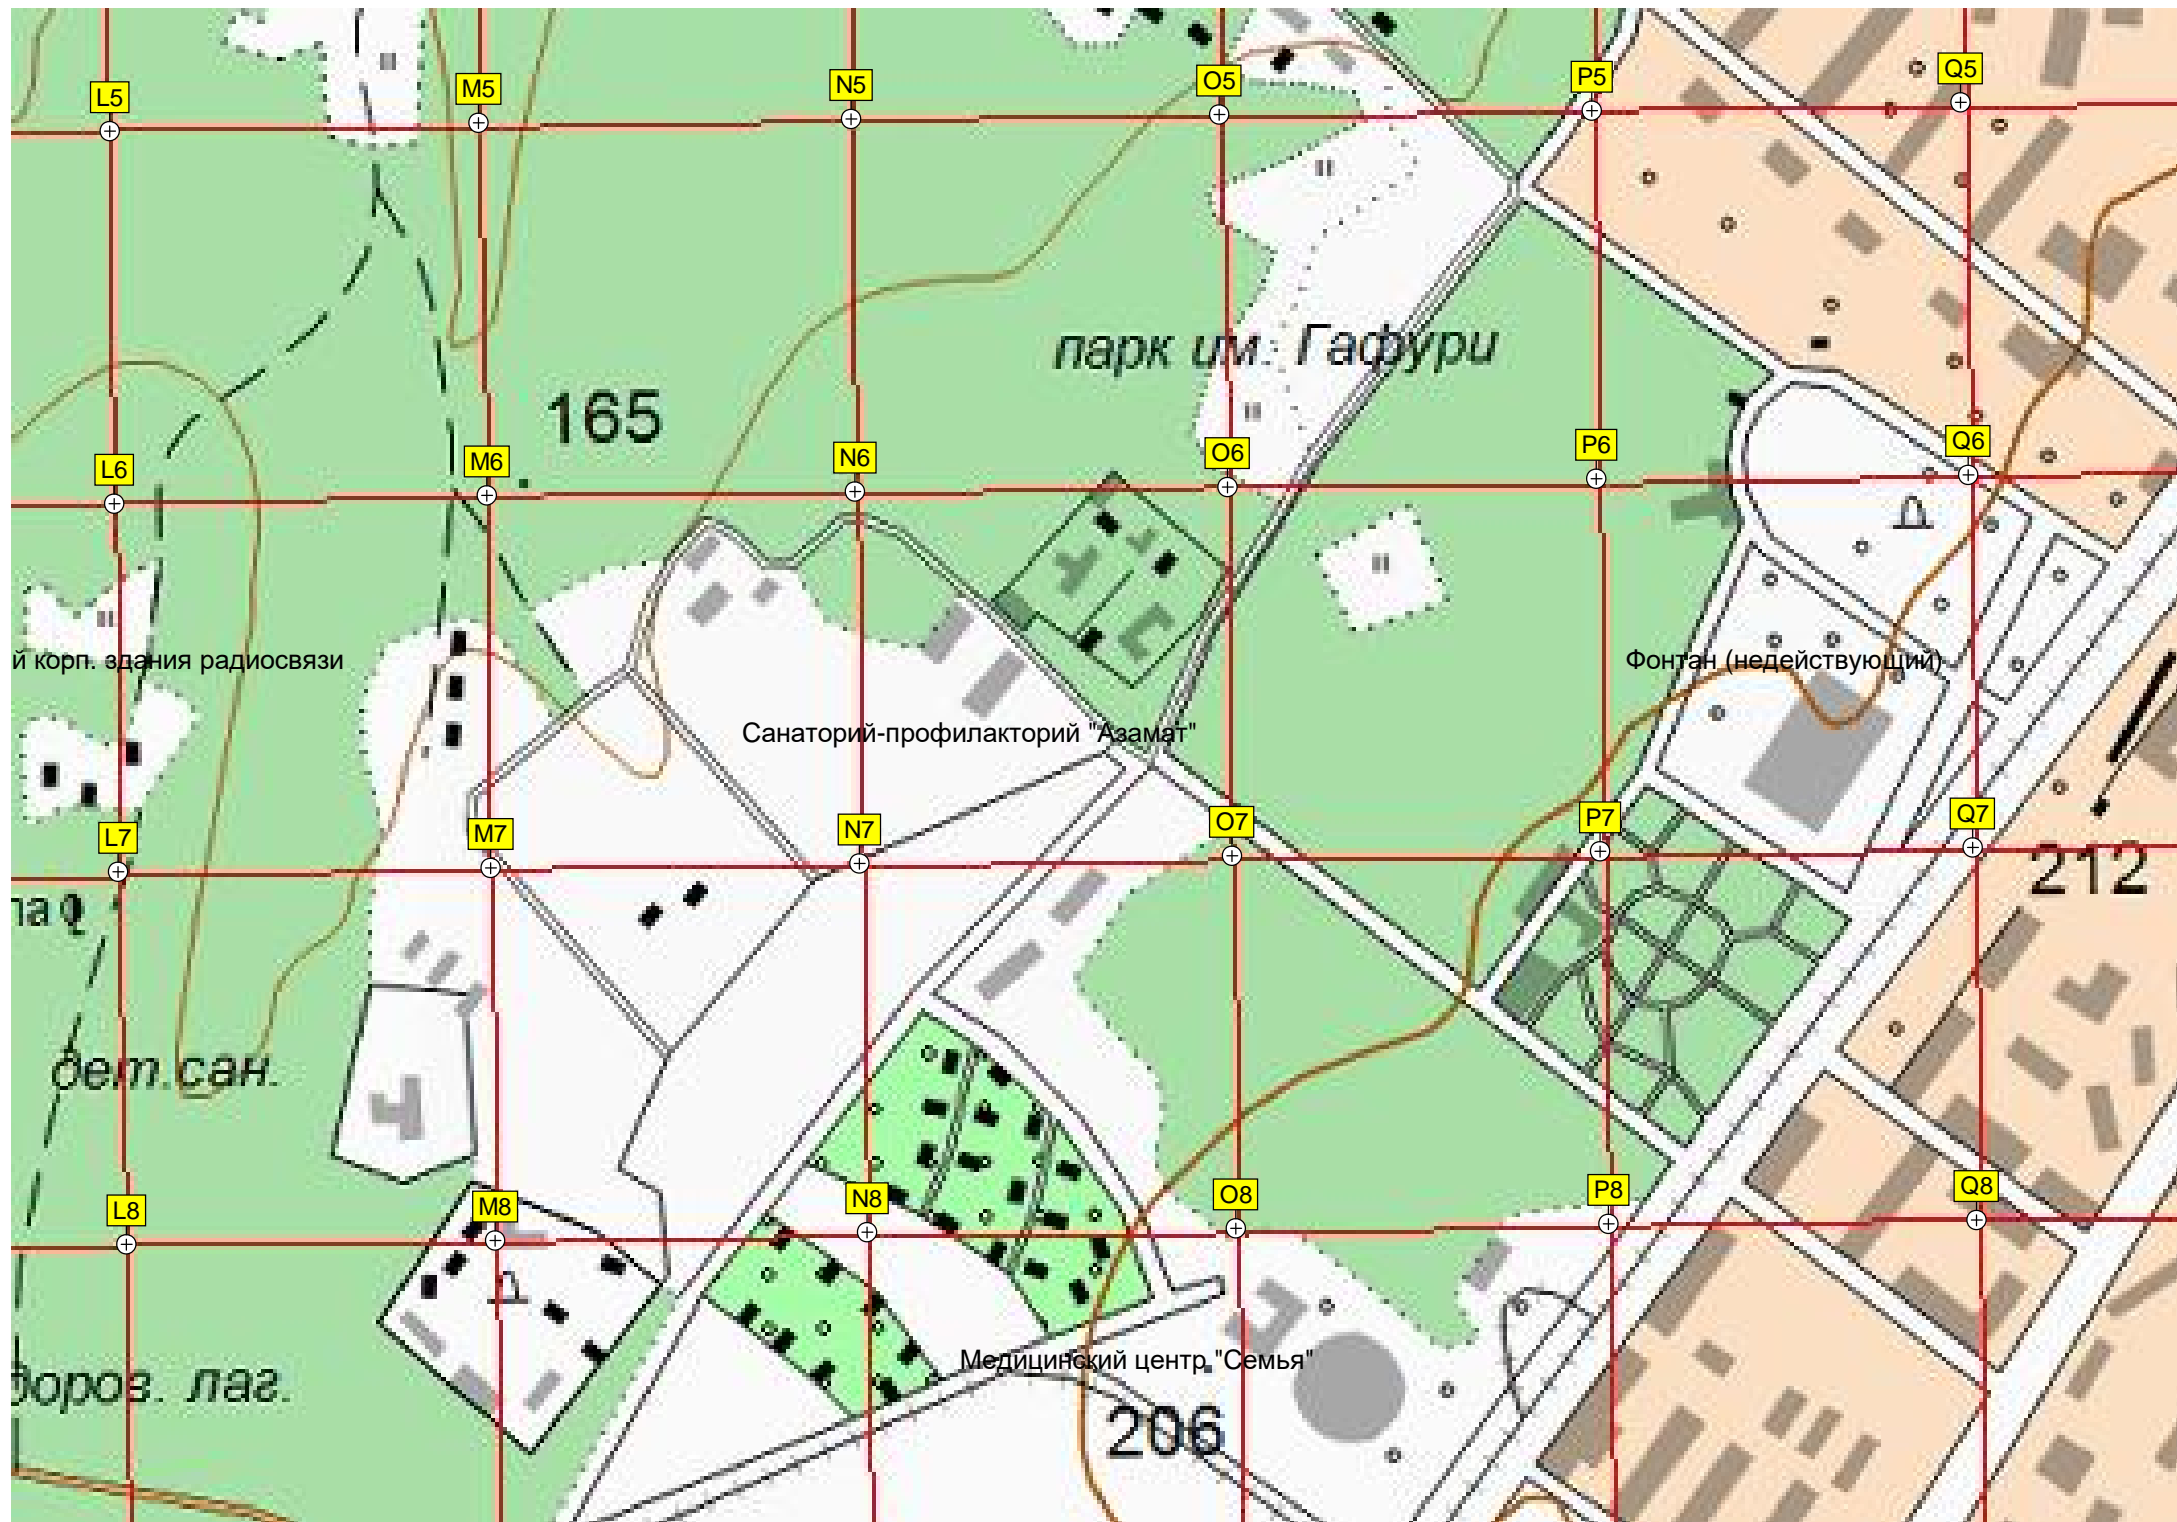 L5
M5
N5
O5
P5
Q5
парк им. Гафури
165
L6
M6
N6
O6
P6
Q6
й корп. здания радиосвязи
Фонтан (недействующий)
Санаторий-профилакторий "Азамат"
L7
M7
N7
O7
P7
Q7
212
дет.сан.
L8
M8
N8
O8
P8
Q8
доров. лаг.
Медицинский центр "Семья"
206